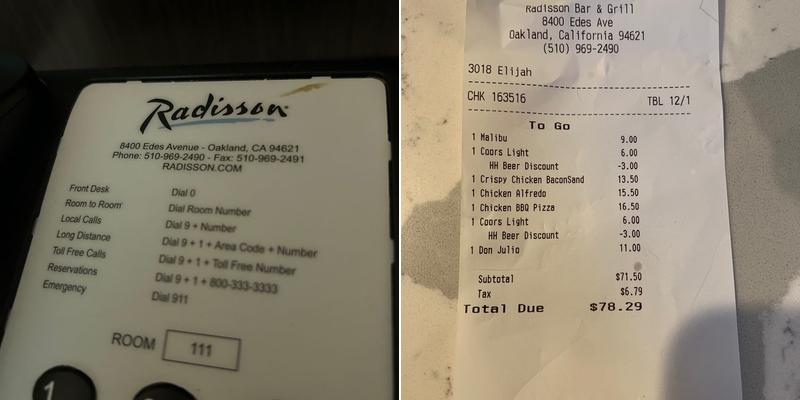 Radisson
8400 Edes Avenue - Oakland, CA 94621
Phone: 510-969-2490 - Fax: 510-969-2491
RADISSON.COM
Front Desk Dial 0
Room to Room Dial Room Number
Local Calls Dial 9 + Number
Long Distance Dial 9 + 1 + Area Code + Number
Toll Free Calls Dial 9 + 1 + Toll Free Number
Reservations Dial 9 + 1 + 800-333-3333
Emergency Dial 911
ROOM 111
1
Radisson Bar & Grill
8400 Edes Ave
Oakland, California 94621
(510) 969-2490
3018 Elijah
CHK 163516 TBL 12/1
To Go
1 Malibu 9.00
1 Coors Light 6.00
HH Beer Discount -3.00
1 Crispy Chicken BaconSand 13.50
1 Chicken Alfredo 15.50
1 Chicken BBQ Pizza 16.50
1 Coors Light 6.00
HH Beer Discount -3.00
1 Don Julio 11.00
Subtotal $71.50
Tax $6.79
Total Due $78.29